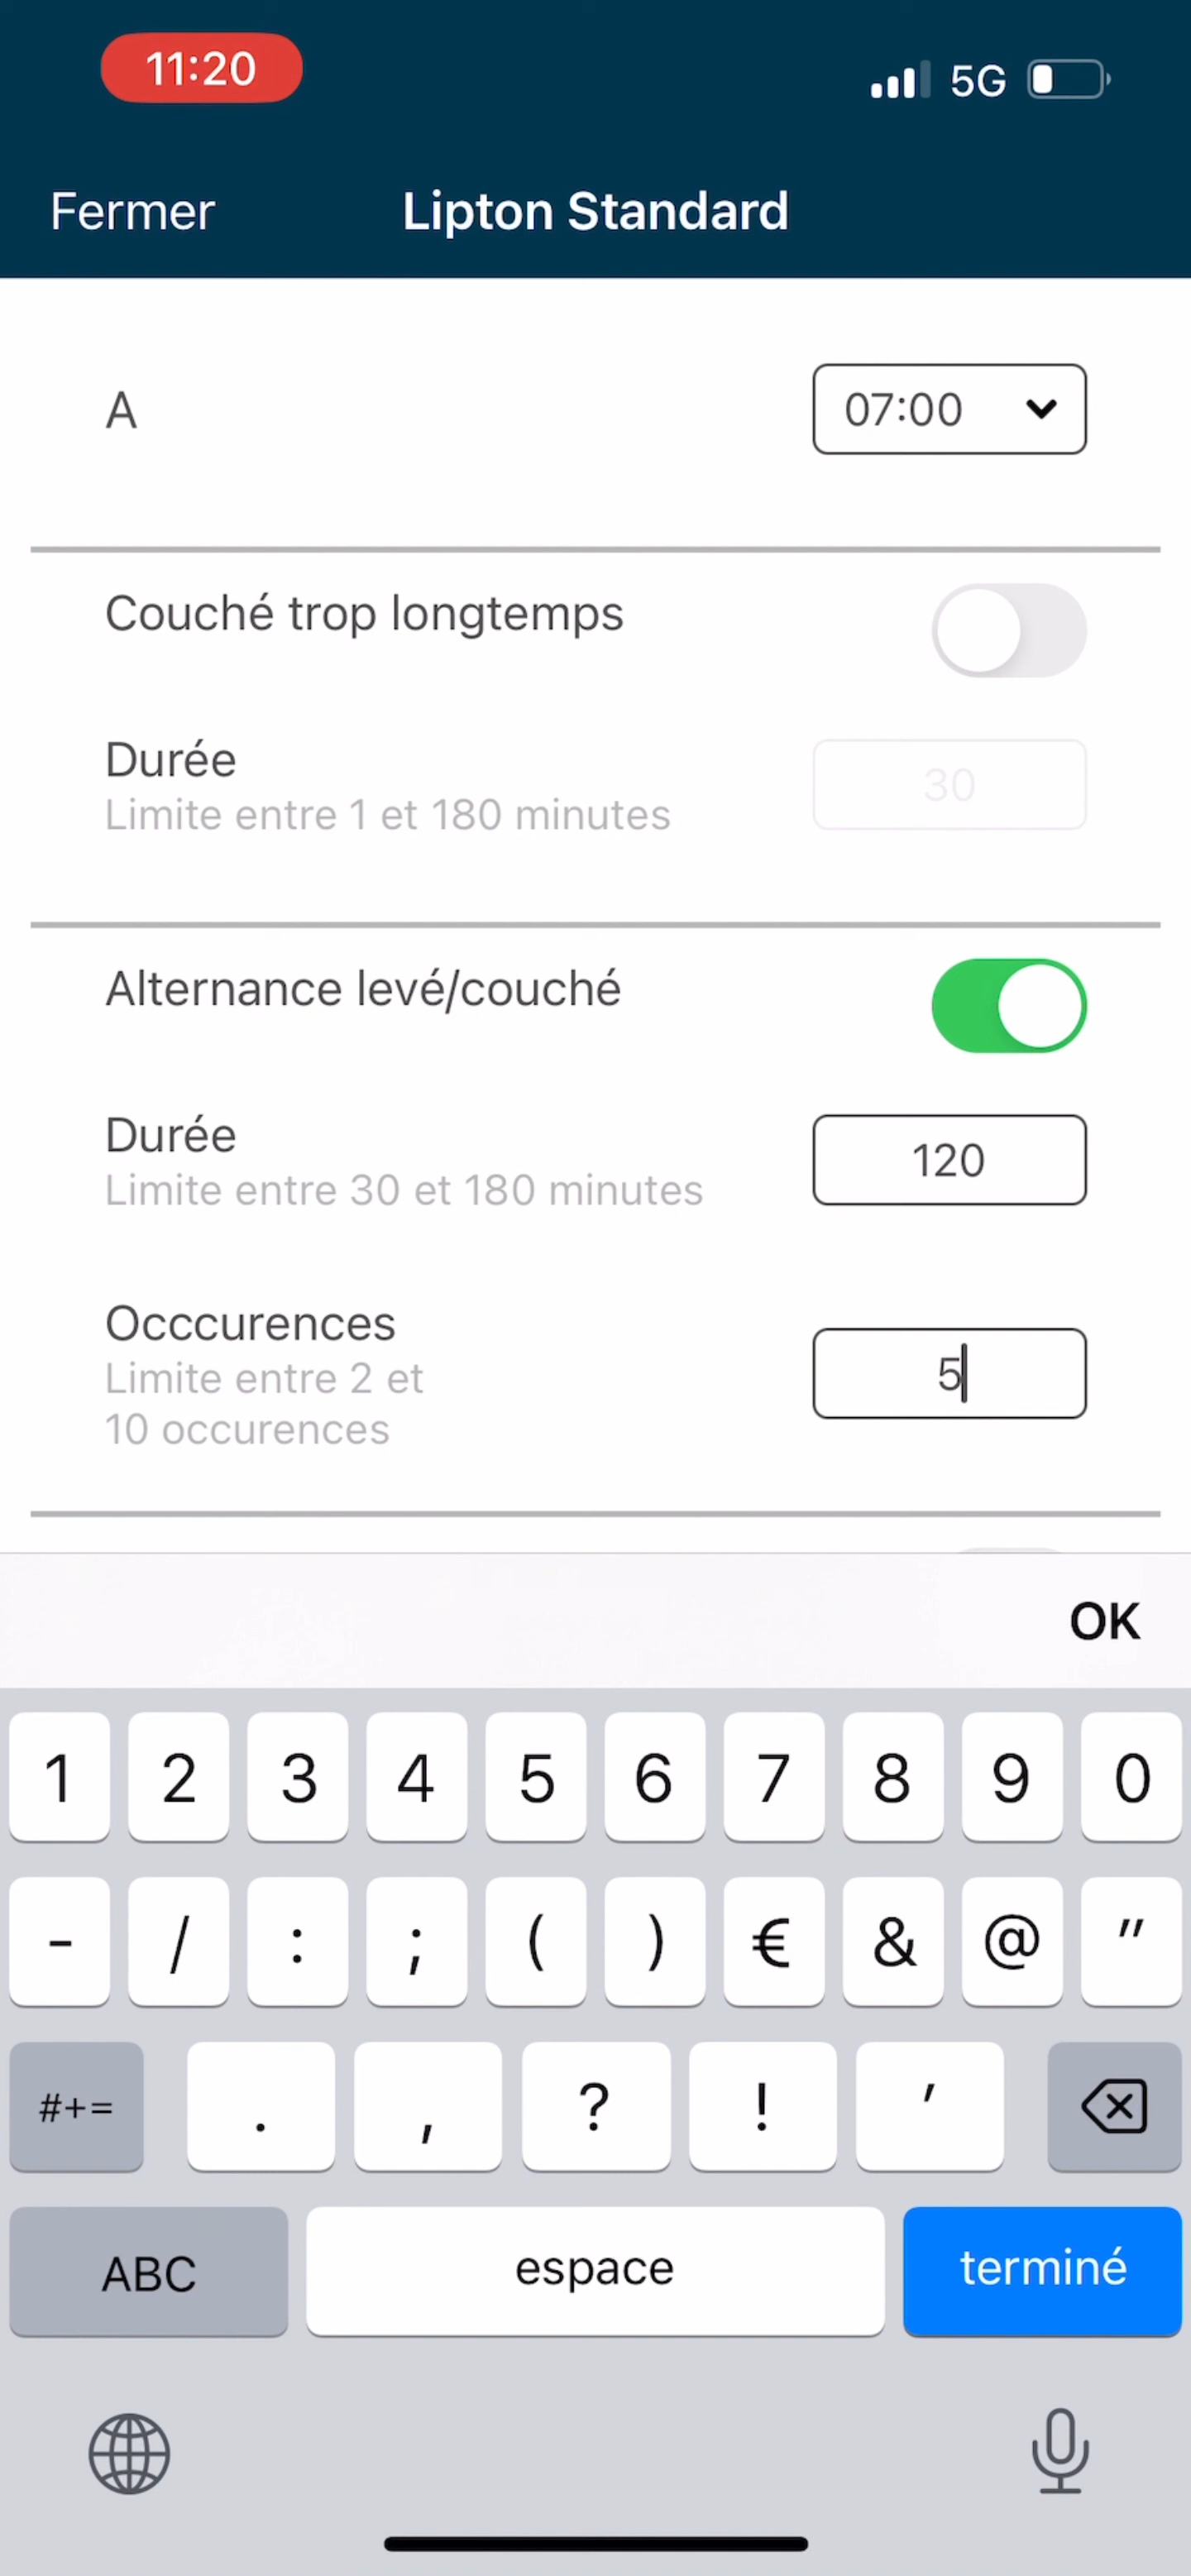 11:20
5G
Fermer
Lipton Standard
A
07:00
Couché trop longtemps
Durée
Limite entre 1 et 180 minutes
30
Alternance levé/couché
Durée
Limite entre 30 et 180 minutes
120
Occcurences
Limite entre 2 et
10 occurences
5
OK
1 2 3 4 5 6 7 8 9 0
- / : ; ( ) € & @ "
#+= . , ? ! '
ABC espace terminé